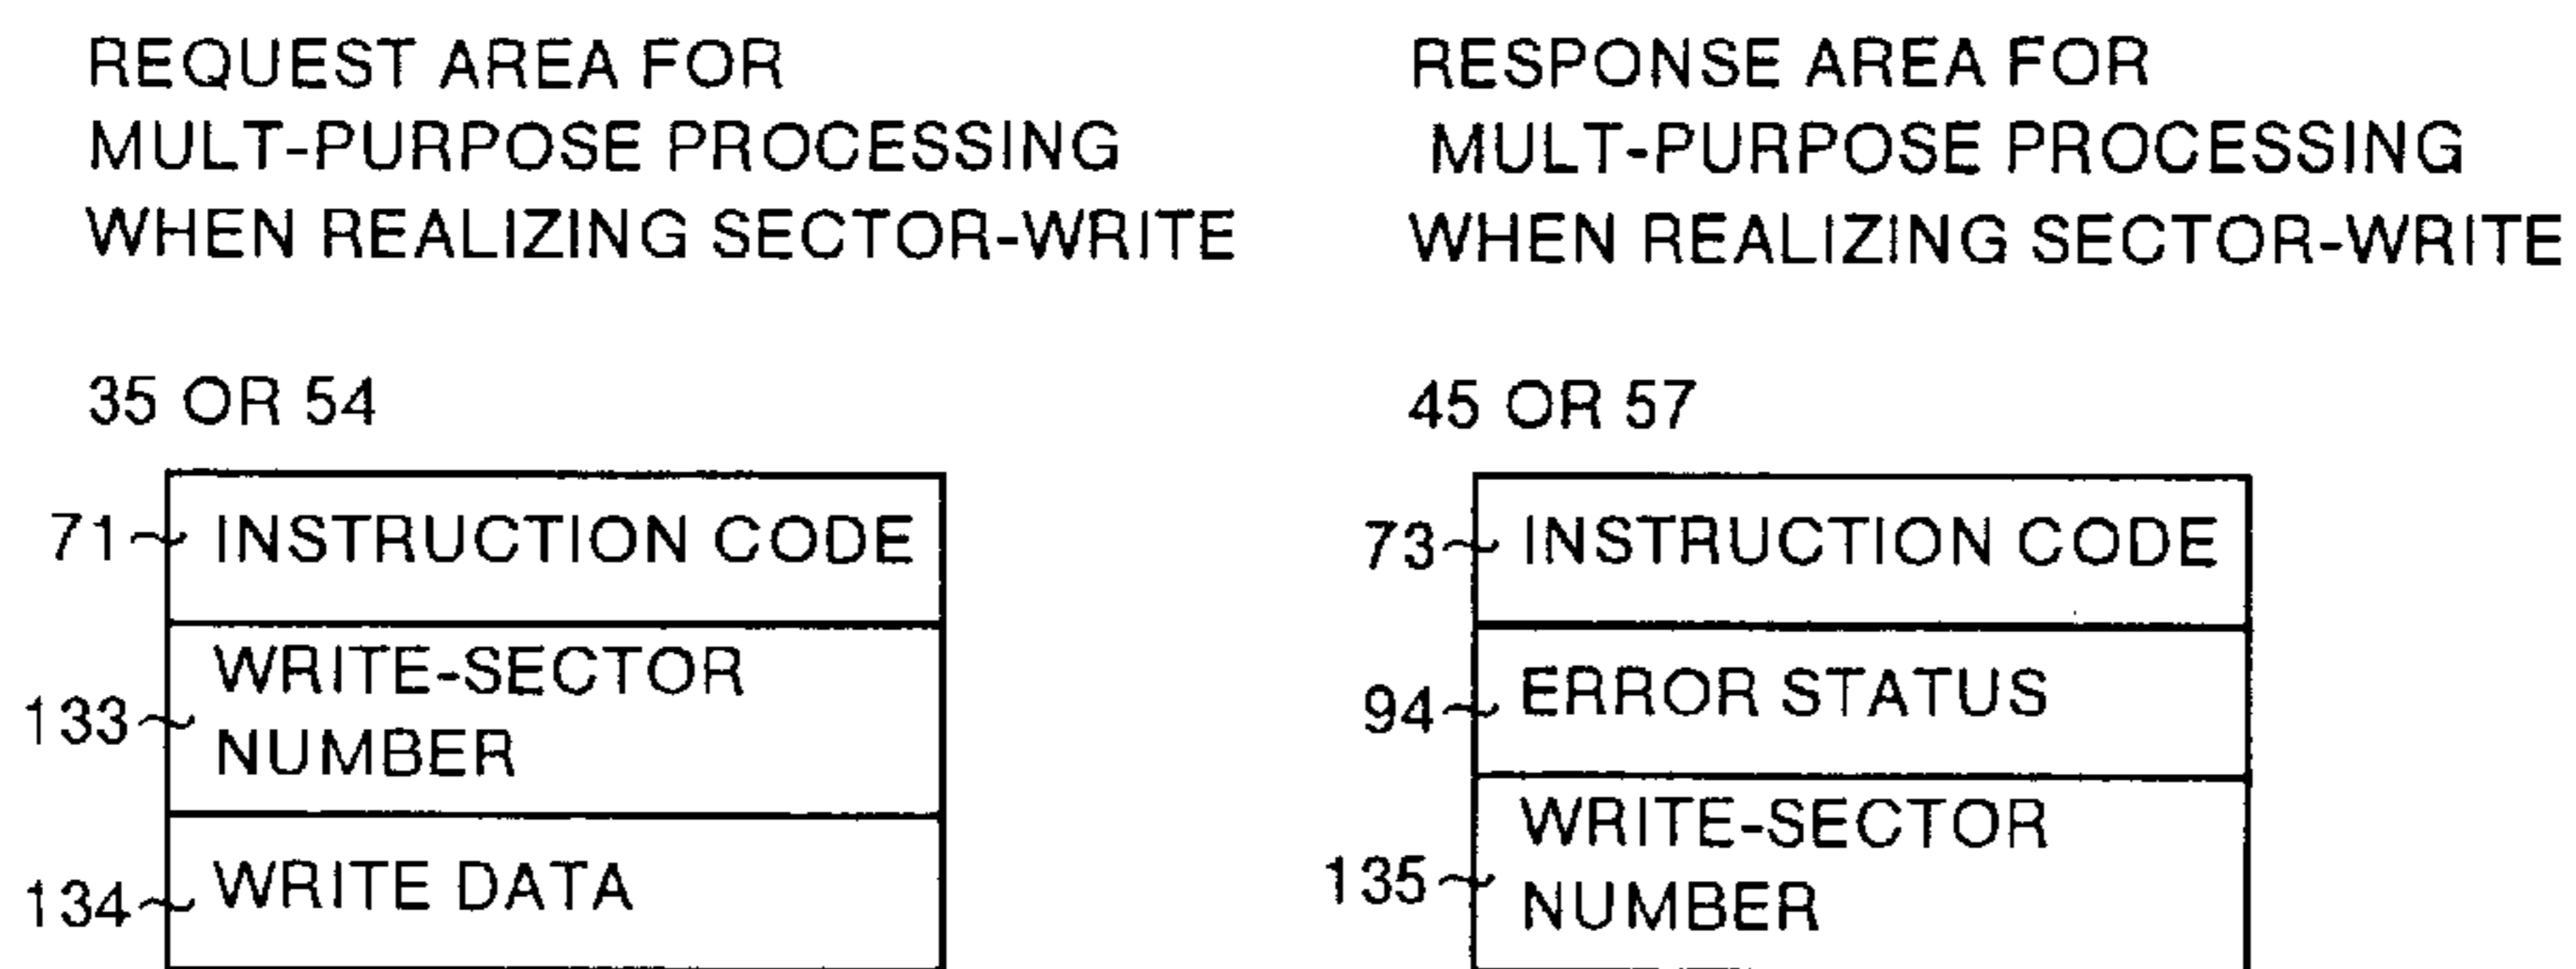 REQUEST AREA FOR
MULT-PURPOSE PROCESSING
WHEN REALIZING SECTOR-WRITE
35 OR 54
71 INSTRUCTION CODE
WRITE-SECTOR
133
NUMBER
134 WRITE DATA
RESPONSE AREA FOR
MULT-PURPOSE PROCESSING
WHEN REALIZING SECTOR-WRITE
45 OR 57
73 INSTRUCTION CODE
94 ERROR STATUS
WRITE-SECTOR
135
NUMBER